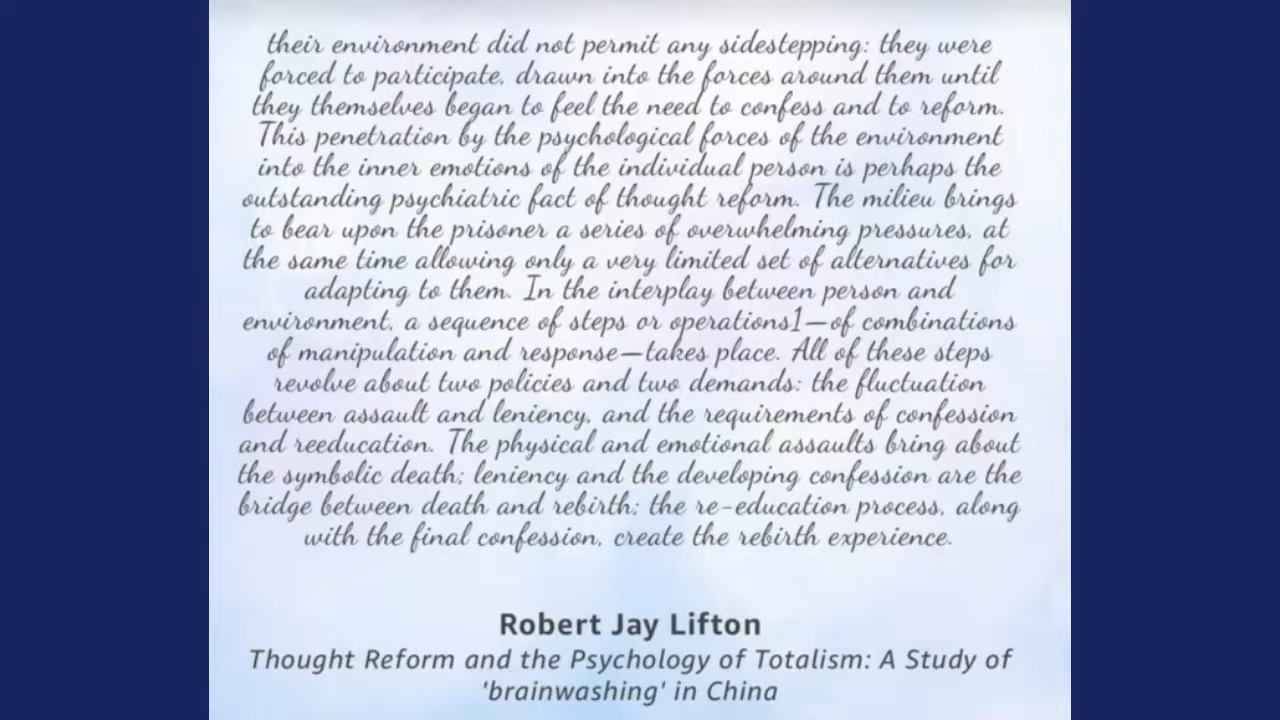 their environment did not permit any sidestepping: they were
forced to participate, drawn into the forces around them until
they themselves began to feel the need to confess and to reform.
This penetration by the psychological forces of the environment
into the inner emotions of the individual person is perhaps the
outstanding psychiatric fact of thought reform. The milieu brings
to bear upon the prisoner a series of overwhelming pressures, at
the same time allowing only a very limited set of alternatives for
adapting to them. In the interplay between person and
environment, a sequence of steps or operations1—of combinations
of manipulation and response—takes place. All of these steps
revolve about two policies and two demands: the fluctuation
between assault and leniency, and the requirements of confession
and reeducation. The physical and emotional assaults bring about
the symbolic death; leniency and the developing confession are the
bridge between death and rebirth; the re-education process, along
with the final confession, create the rebirth experience.
Robert Jay Lifton
Thought Reform and the Psychology of Totalism: A Study of
'brainwashing' in China